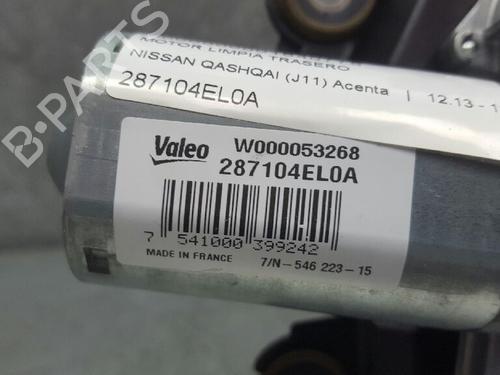 MOTOR LIMPIA TRASERO
NISSAN QASHQAI (J11) Acenta | 12.13 - 1
287104EL0A
B-PARTS
Valeo W000053268
287104EL0A
7 541000 399242
MADE IN FRANCE 7/N-546 223-15